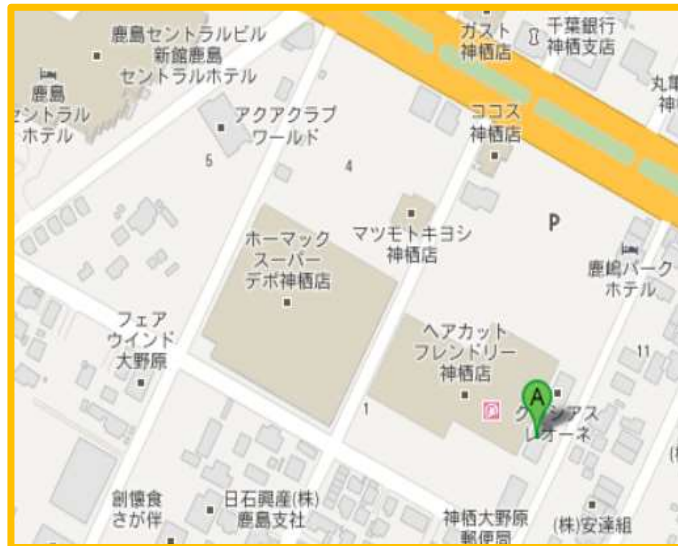 鹿島セントラルビル
新館鹿島
セントラルホテル
鹿島
セントラル
ホテル
ガスト
神栖店
千葉銀行
神栖支店
アクアクラブ
ワールド
ココス
神栖店
5
4
P
マツモトキヨシ
神栖店
ホーマック
スーパー
デポ神栖店
鹿嶋パーク
ホテル
フェア
ウインド
大野原
ヘアカット
フレンドリー
神栖店
11
1
A
レオーネ
創懐食
さが伴
日石興産(株)
鹿島支社
神栖大野原
郵便局
(株)安達組